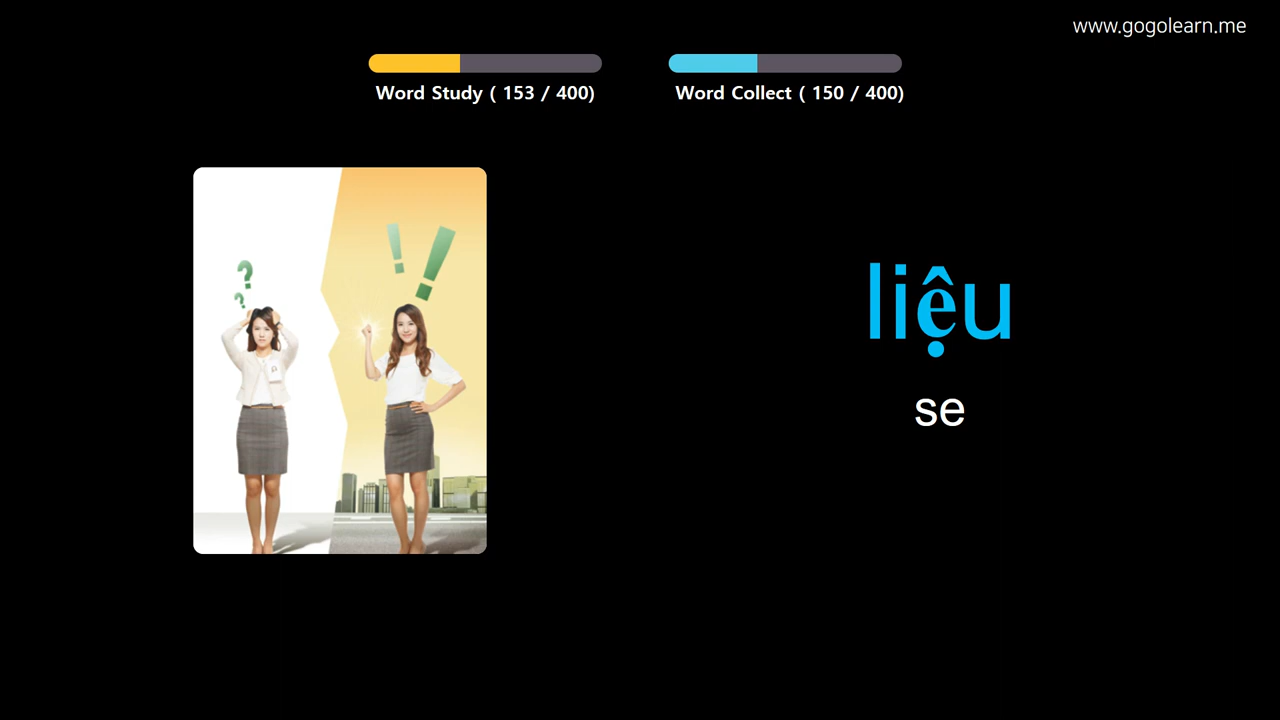 www.gogolearn.me
Word Study ( 153 / 400)
Word Collect ( 150 / 400)
? ?
! !
liệu
se